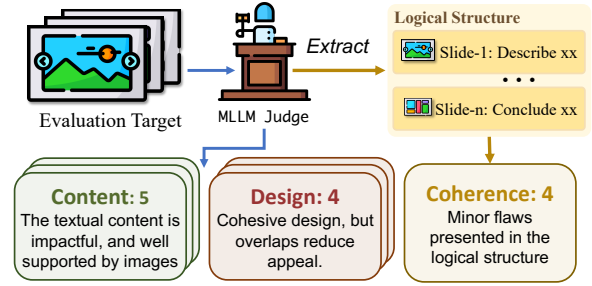 Logical Structure
Extract
Slide-1: Describe xx
• • •
Slide-n: Conclude xx
Evaluation Target
MLLM Judge
Content: 5
The textual content is
impactful, and well
supported by images
Design: 4
Cohesive design, but
overlaps reduce
appeal.
Coherence: 4
Minor flaws
presented in the
logical structure